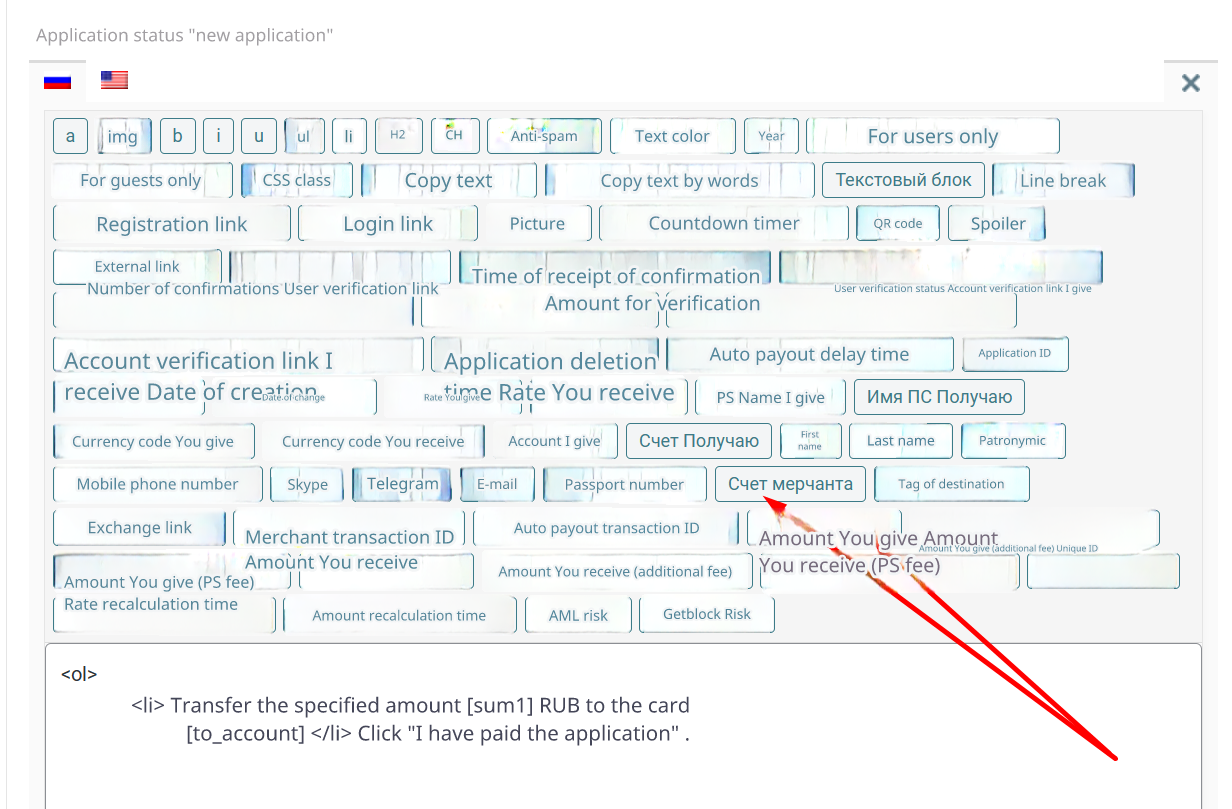 Application status "new application"
a img b i u ul li H2 CH Anti-spam Text color Year For users only
For guests only CSS class Copy text Copy text by words Текстовый блок Line break
Registration link Login link Picture Countdown timer QR code Spoiler
External link
Number of confirmations User verification link
Time of receipt of confirmation
Amount for verification
User verification status Account verification link I give
Account verification link I
receive Date of creation
Date of change
Application deletion
time Rate You receive
Rate You give
Auto payout delay time Application ID
PS Name I give Имя ПС Получаю
Currency code You give Currency code You receive Account I give Счет Получаю First
name Last name Patronymic
Mobile phone number Skype Telegram E-mail Passport number Счет мерчанта Tag of destination
Exchange link
Merchant transaction ID
Amount You receive
Auto payout transaction ID
Amount You give Amount
You receive (PS fee)
Amount You give (additional fee) Unique ID
Amount You give (PS fee)
Rate recalculation time
Amount You receive (additional fee)
Amount recalculation time AML risk Getblock Risk
<ol>
<li> Transfer the specified amount [sum1] RUB to the card
[to_account] </li> Click "I have paid the application" .